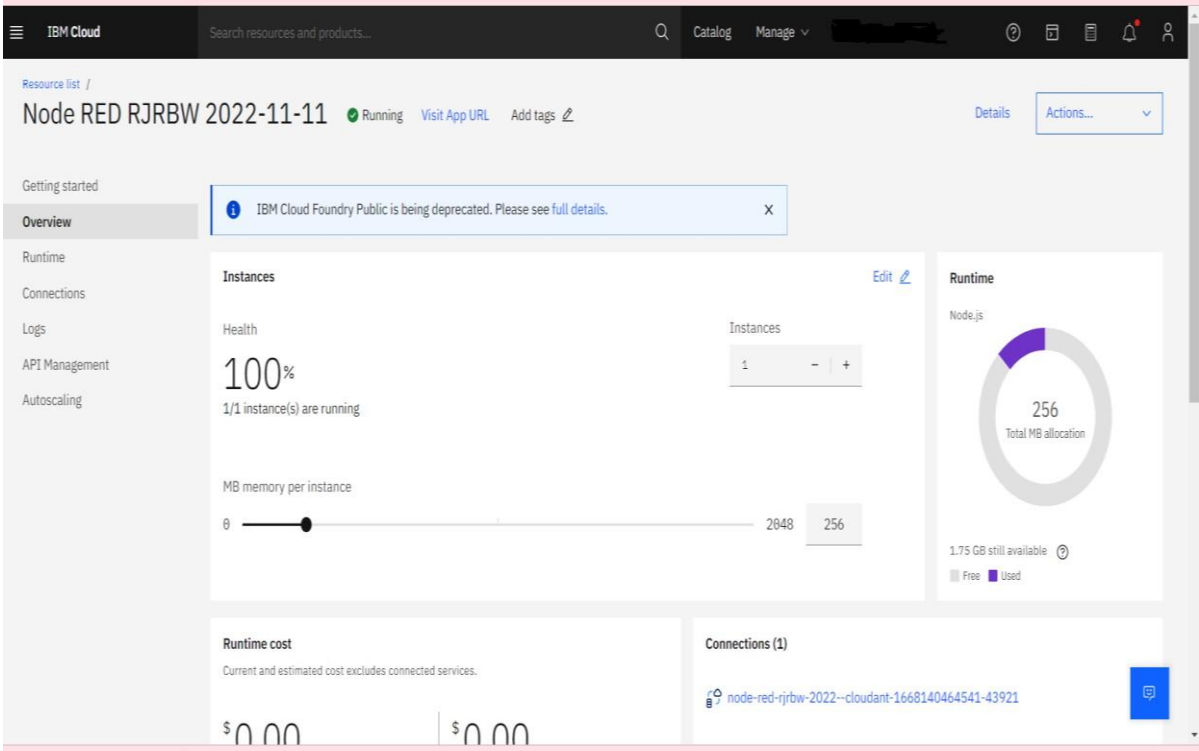 IBM Cloud
Search resources and products...
Catalog
Manage
Resource list /
Node RED RJRBW 2022-11-11
Running
Visit App URL
Add tags
Details
Actions...
Getting started
Overview
Runtime
Connections
Logs
API Management
Autoscaling
IBM Cloud Foundry Public is being deprecated. Please see full details.
X
Instances
Edit
Health
100%
1/1 instance(s) are running
Instances
1 - +
MB memory per instance
0
2048
256
Runtime
Node.js
256
Total MB allocation
1.75 GB still available
Free
Used
Runtime cost
Current and estimated cost excludes connected services.
$0.00
$0.00
Connections (1)
node-red-rjrbw-2022--cloudant-1668140464541-43921